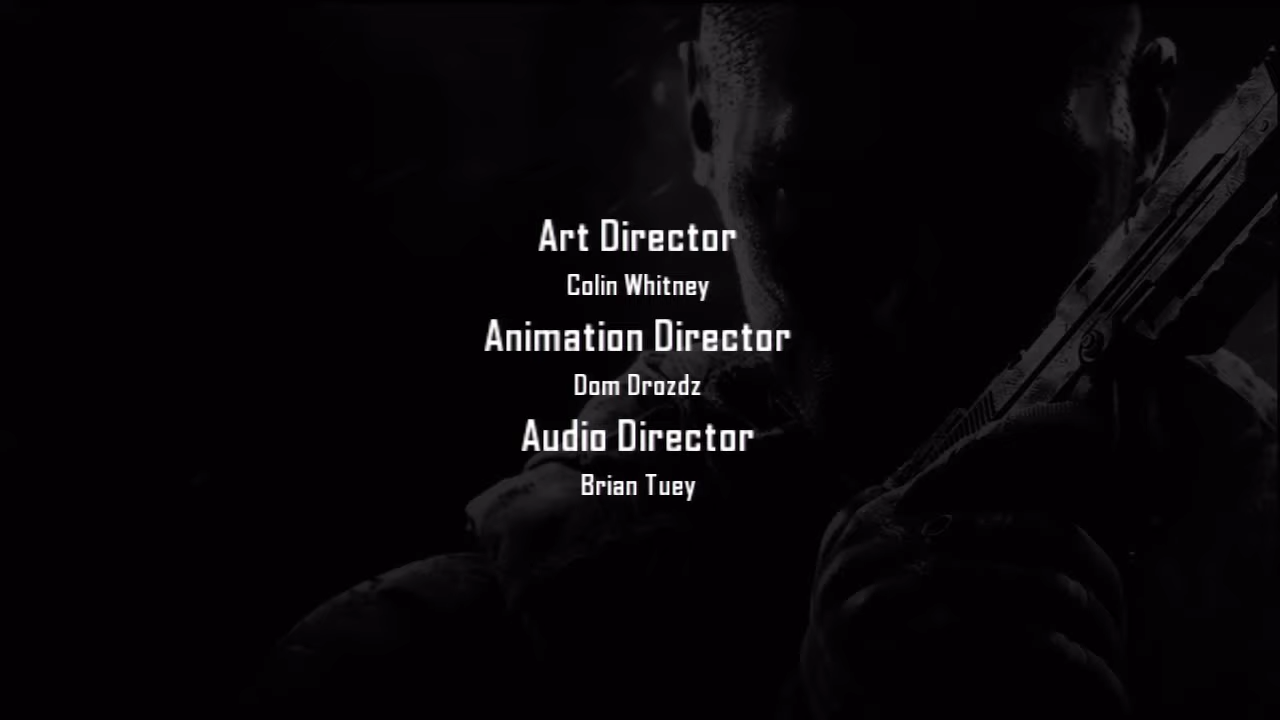 Art Director
Colin Whitney
Animation Director
Dom Drozdz
Audio Director
Brian Tuey